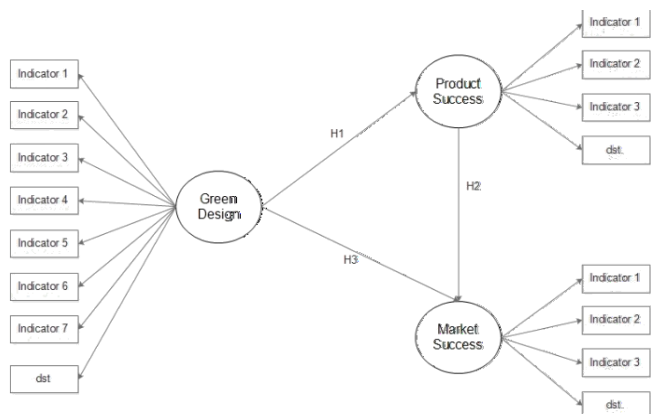 Indicator 1
Indicator 2
Indicator 3
Indicator 4
Indicator 5
Indicator 6
Indicator 7
dst
Green
Design
H1
H3
H2
Product
Success
Indicator 1
Indicator 2
Indicator 3
dst.
Market
Success
Indicator 1
Indicator 2
Indicator 3
dst.